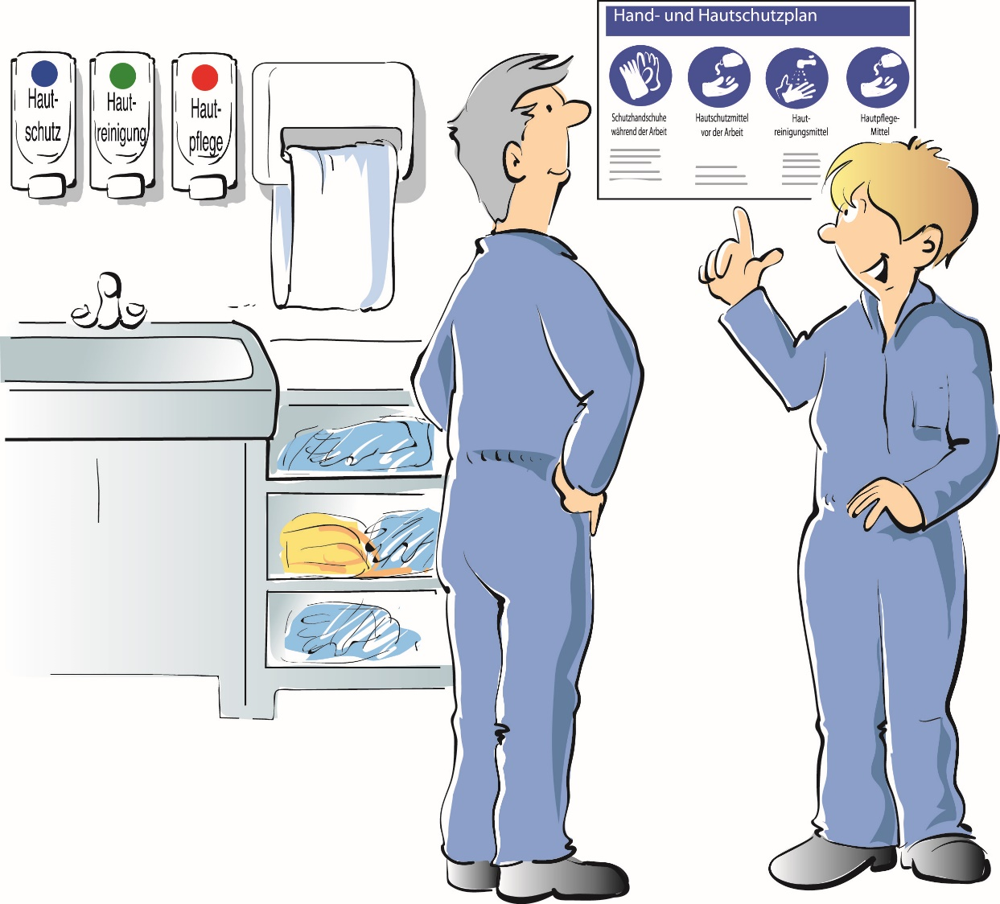 Hand- und Hautschutzplan
Haut-
schutz
Haut-
reinigung
Haut-
pflege
Schutzhandschuhe
während der Arbeit
Hautschutzmittel
vor der Arbeit
Haut-
reinigungsmittel
Hautpflege-
Mittel